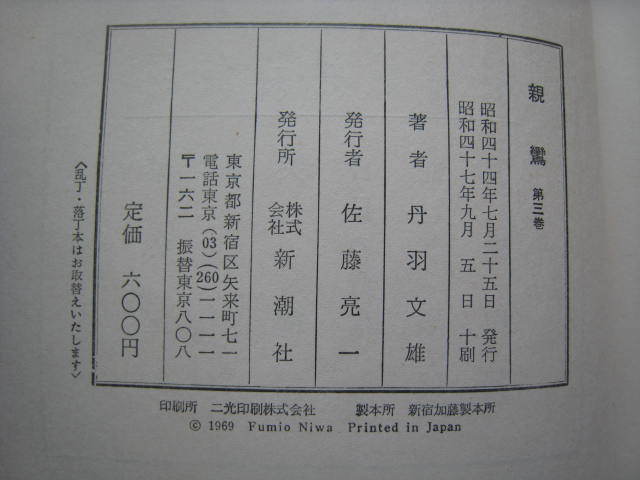 親鸞 第三巻
昭和四十四年七月二十五日 発行
昭和四十七年九月 五 日 十刷
著者 丹羽文雄
発行者 佐藤亮一
発行所 株式会社 新潮社
東京都新宿区矢来町七一
電話東京(03)(260)一一一一
〒一六二 振替東京八〇八
定価 六〇〇円
〈乱丁・落丁本はお取替えいたします〉
印刷所 二光印刷株式会社 製本所 新宿加藤製本所
© 1969 Fumio Niwa Printed in Japan